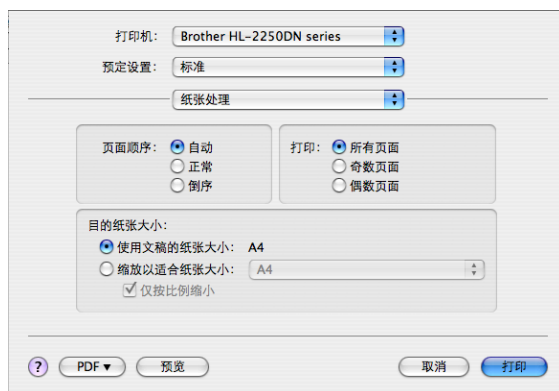 打印机： Brother HL-2250DN series
预定设置： 标准
纸张处理
页面顺序： 自动
正常
倒序
打印： 所有页面
奇数页面
偶数页面
目的纸张大小：
使用文稿的纸张大小： A4
缩放以适合纸张大小： A4
仅按比例缩小
? PDF▼ 预览 取消 打印